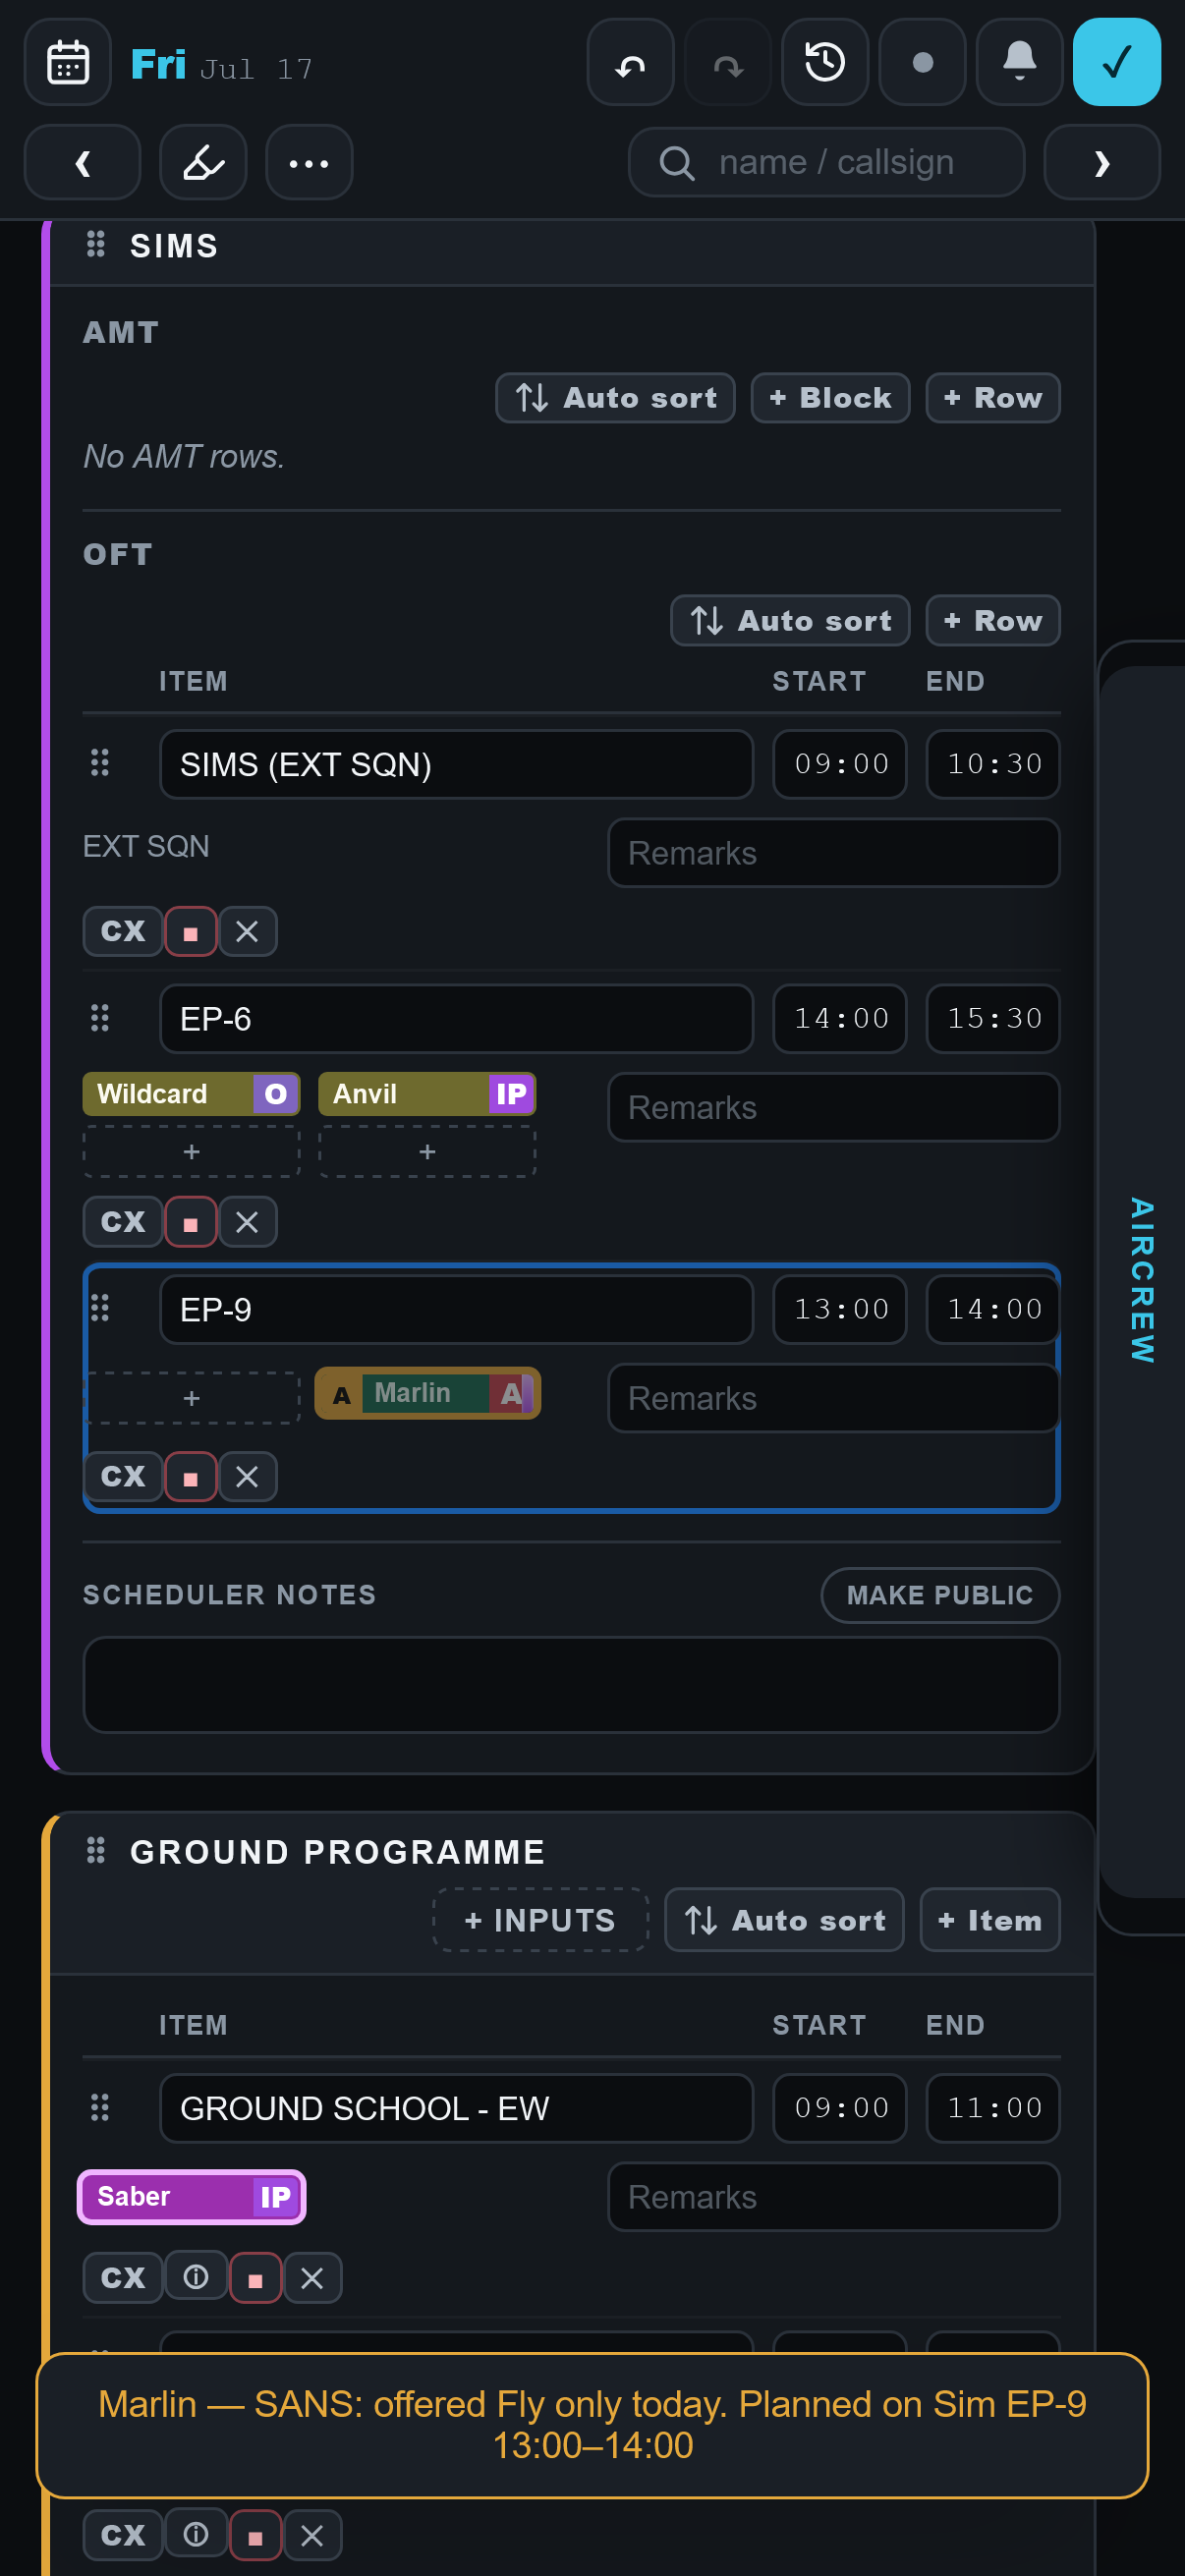 Fri Jul 17
name / callsign
SIMS
AMT
Auto sort + Block + Row
No AMT rows.
OFT
Auto sort + Row
ITEM START END
SIMS (EXT SQN) 09:00 10:30
EXT SQN Remarks
CX
EP-6 14:00 15:30
Wildcard O Anvil IP Remarks
+ +
CX
EP-9 13:00 14:00
+ A Marlin A Remarks
CX
SCHEDULER NOTES MAKE PUBLIC
AIRCREW
GROUND PROGRAMME
+ INPUTS Auto sort + Item
ITEM START END
GROUND SCHOOL - EW 09:00 11:00
Saber IP Remarks
CX
Marlin — SANS: offered Fly only today. Planned on Sim EP-9
13:00–14:00
CX